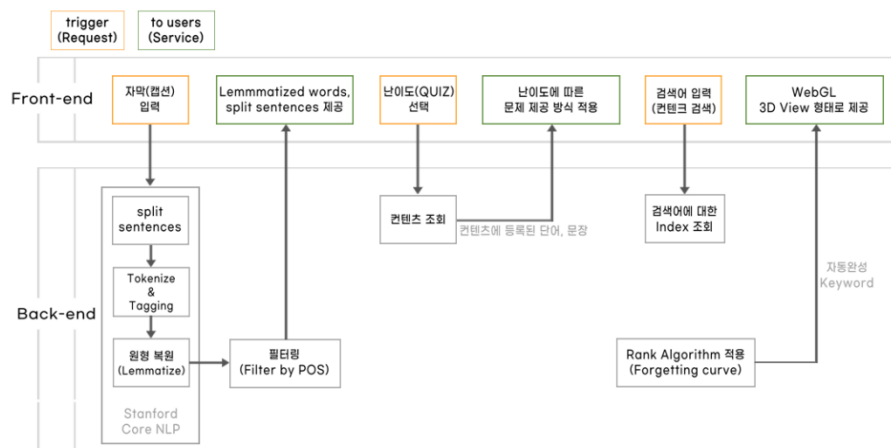 trigger
(Request)
to users
(Service)
Front-end
자막(캡션)
입력
Lemmmatized words,
split sentences 제공
난이도(QUIZ)
선택
난이도에 따른
문제 제공 방식 적용
검색어 입력
(컨텐크 검색)
WebGL
3D View 형태로 제공
Back-end
split
sentences
Tokenize
&
Tagging
원형 복원
(Lemmatize)
Stanford
Core NLP
필터링
(Filter by POS)
컨텐츠 조회
컨텐츠에 등록된 단어, 문장
검색어에 대한
Index 조회
Rank Algorithm 적용
(Forgetting curve)
자동완성
Keyword